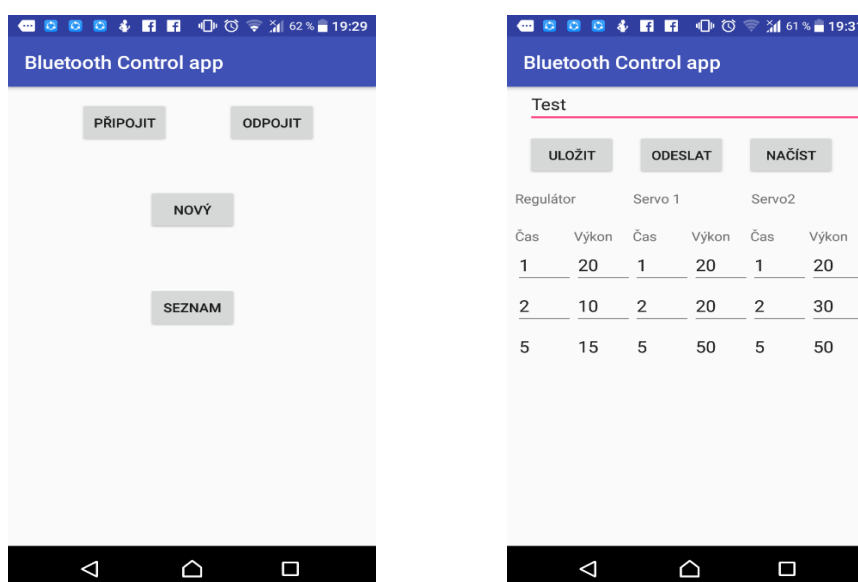 62 % 19:29
Bluetooth Control app
PŘIPOJIT ODPOJIT
NOVÝ
SEZNAM
61 % 19:31
Bluetooth Control app
Test
ULOŽIT ODESLAT NAČÍST
Regulátor Servo 1 Servo2
Čas Výkon Čas Výkon Čas Výkon
1 20 1 20 1 20
2 10 2 20 2 30
5 15 5 50 5 50